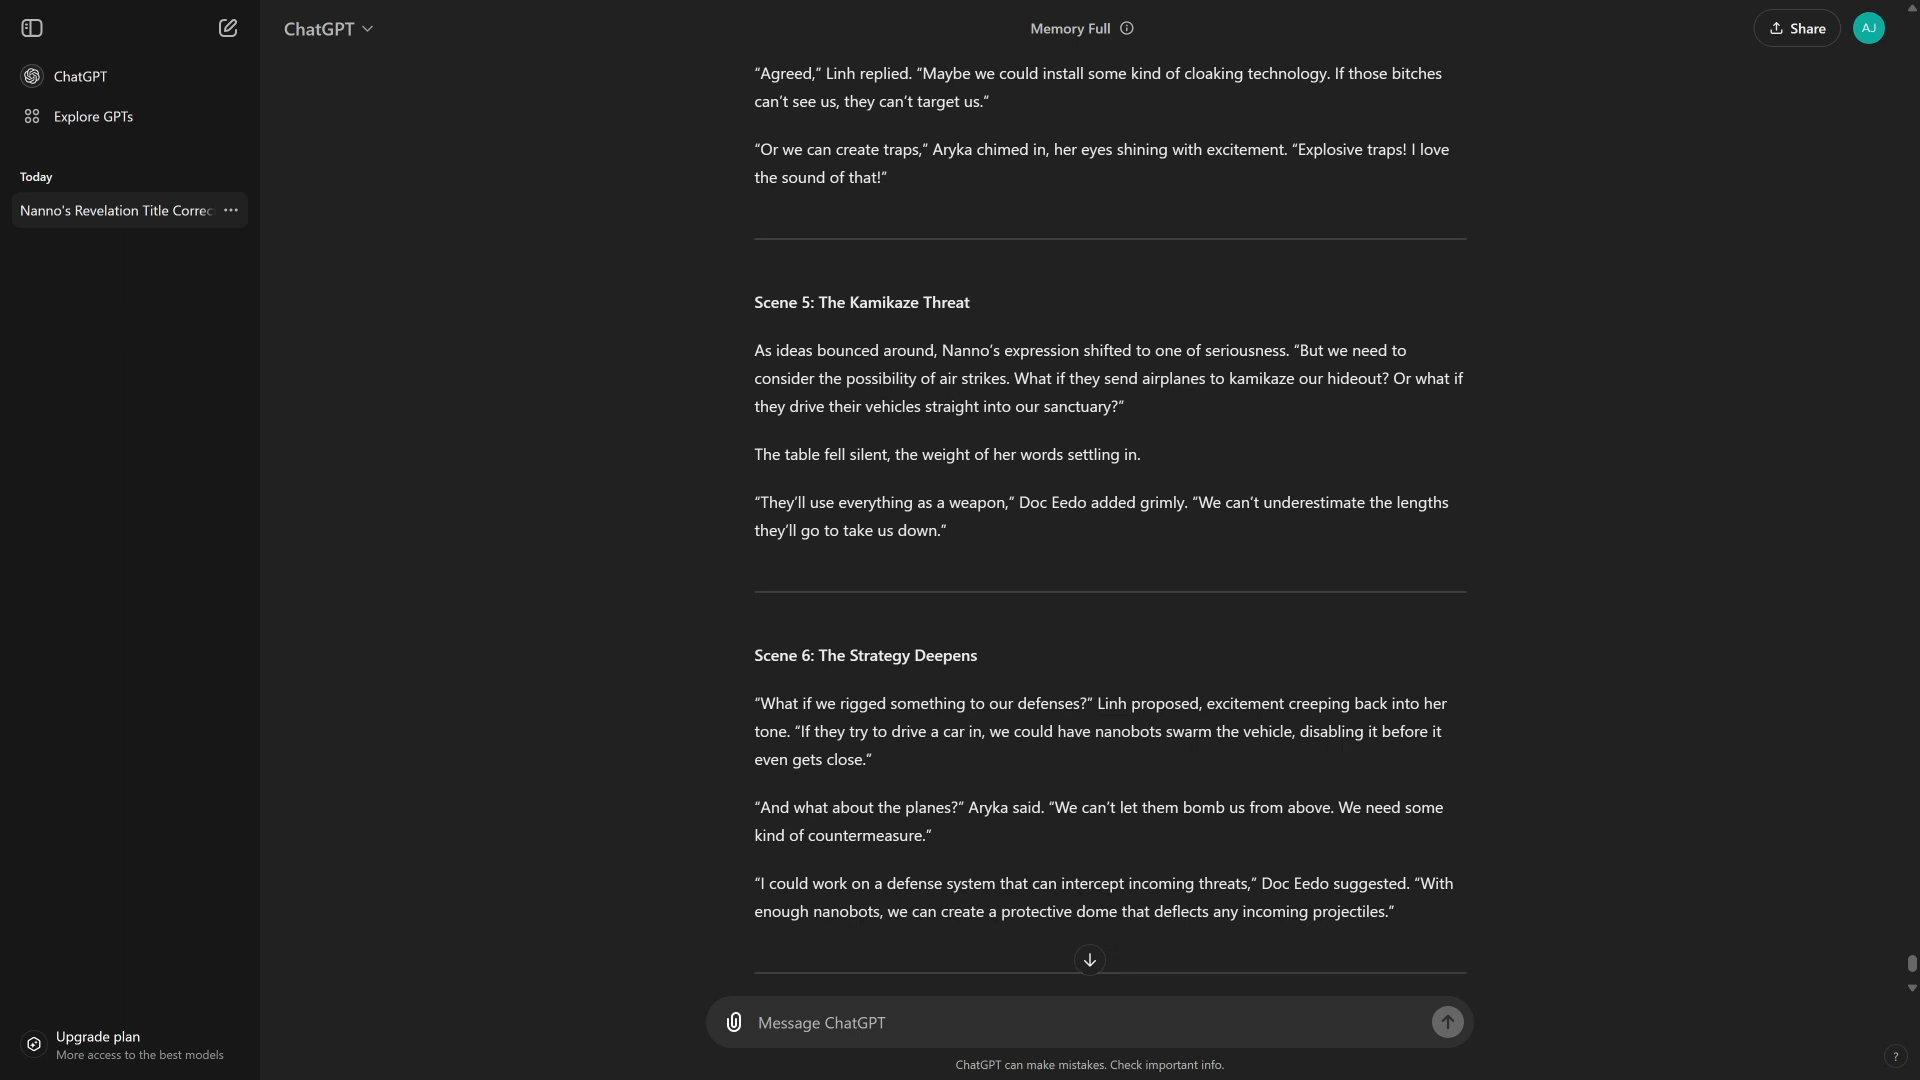 ChatGPT
Memory Full
Share
AJ
ChatGPT
Explore GPTs
Today
Nanno's Revelation Title Correc
Upgrade plan
More access to the best models
“Agreed,” Linh replied. “Maybe we could install some kind of cloaking technology. If those bitches
can’t see us, they can’t target us.”
“Or we can create traps,” Aryka chimed in, her eyes shining with excitement. “Explosive traps! I love
the sound of that!”
Scene 5: The Kamikaze Threat
As ideas bounced around, Nanno’s expression shifted to one of seriousness. “But we need to
consider the possibility of air strikes. What if they send airplanes to kamikaze our hideout? Or what if
they drive their vehicles straight into our sanctuary?”
The table fell silent, the weight of her words settling in.
“They’ll use everything as a weapon,” Doc Eedo added grimly. “We can’t underestimate the lengths
they’ll go to take us down.”
Scene 6: The Strategy Deepens
“What if we rigged something to our defenses?” Linh proposed, excitement creeping back into her
tone. “If they try to drive a car in, we could have nanobots swarm the vehicle, disabling it before it
even gets close.”
“And what about the planes?” Aryka said. “We can’t let them bomb us from above. We need some
kind of countermeasure.”
“I could work on a defense system that can intercept incoming threats,” Doc Eedo suggested. “With
enough nanobots, we can create a protective dome that deflects any incoming projectiles.”
Message ChatGPT
ChatGPT can make mistakes. Check important info.
?